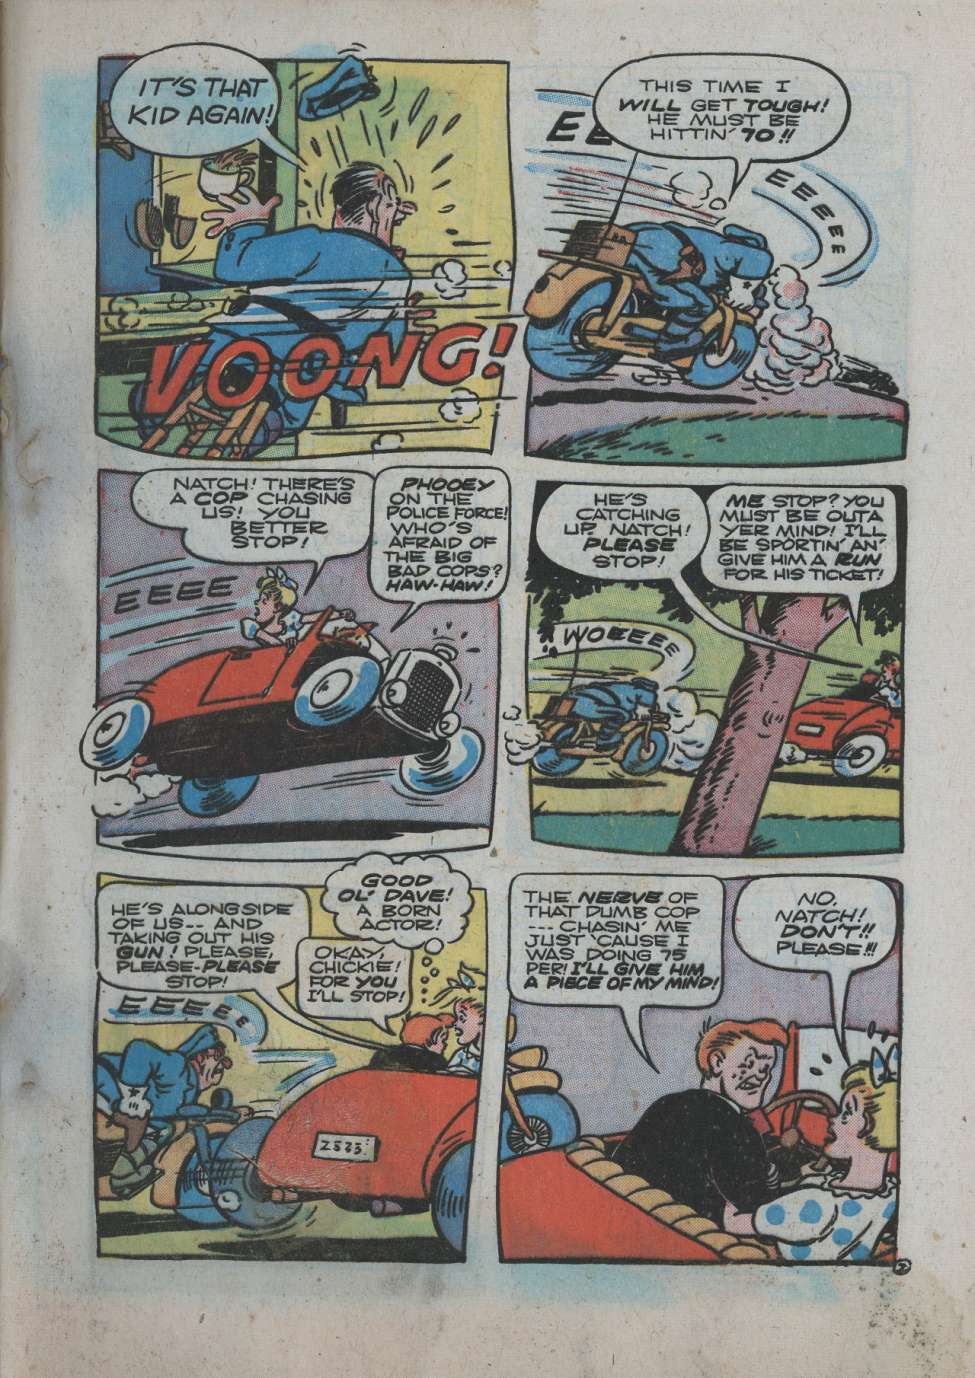 IT'S THAT
KID AGAIN!
VOONG!
THIS TIME I
WILL GET TOUGH!
HE MUST BE
HITTIN' 70!!
EE
EEEEE
NATCH! THERE'S
A COP CHASING
US! YOU
BETTER
STOP!
PHOOEY
ON THE
POLICE FORCE!
WHO'S
AFRAID OF
THE BIG
BAD COPS?
HAW-HAW!
EEEE
HE'S
CATCHING
UP, NATCH!
PLEASE
STOP!
ME STOP? YOU
MUST BE OUTA
YER MIND! I'LL
BE SPORTIN' AN'
GIVE HIM A RUN
FOR HIS TICKET!
WOEEEE
HE'S ALONGSIDE
OF US-- AND
TAKING OUT HIS
GUN! PLEASE,
PLEASE-PLEASE
STOP!
GOOD
OL' DAVE!
A BORN
ACTOR!
OKAY,
CHICKIE!
FOR YOU
I'LL STOP!
EEEEE
THE NERVE OF
THAT DUMB COP
--- CHASIN' ME
JUST 'CAUSE I
WAS DOING 75
PER! I'LL GIVE HIM
A PIECE OF MY MIND!
NO,
NATCH!
DON'T!!
PLEASE!!!